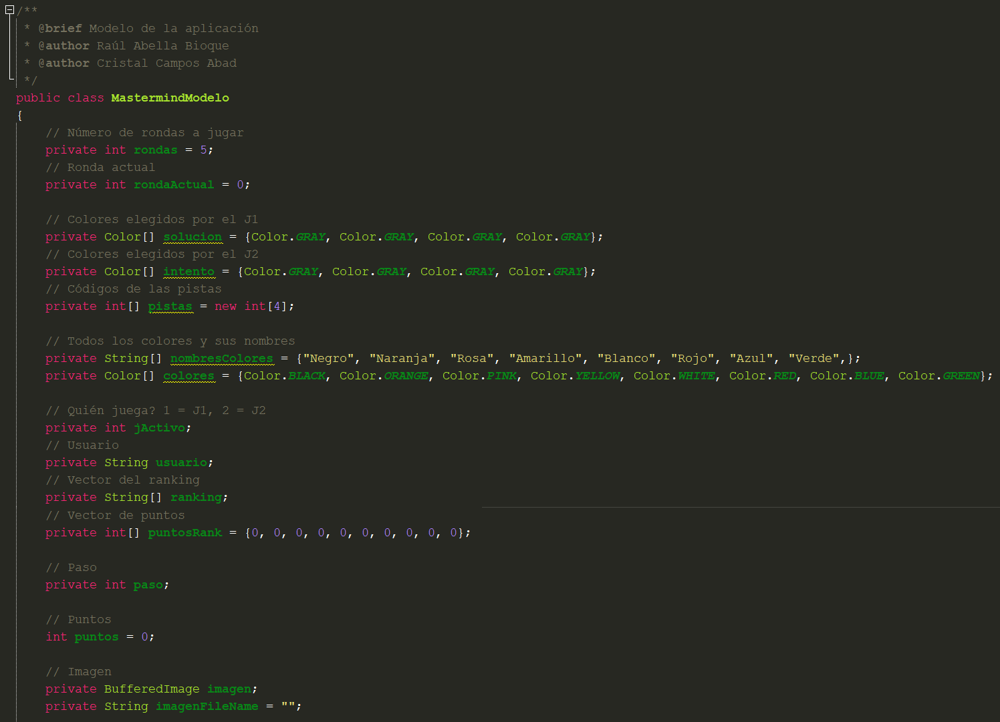 /**
 * @brief Modelo de la aplicación
 * @author Raúl Abella Bioque
 * @author Cristal Campos Abad
 */
public class MastermindModelo
{
    // Número de rondas a jugar
    private int rondas = 5;
    // Ronda actual
    private int rondaActual = 0;

    // Colores elegidos por el J1
    private Color[] solucion = {Color.GRAY, Color.GRAY, Color.GRAY, Color.GRAY};
    // Colores elegidos por el J2
    private Color[] intento = {Color.GRAY, Color.GRAY, Color.GRAY, Color.GRAY};
    // Códigos de las pistas
    private int[] pistas = new int[4];

    // Todos los colores y sus nombres
    private String[] nombresColores = {"Negro", "Naranja", "Rosa", "Amarillo", "Blanco", "Rojo", "Azul", "Verde",};
    private Color[] colores = {Color.BLACK, Color.ORANGE, Color.PINK, Color.YELLOW, Color.WHITE, Color.RED, Color.BLUE, Color.GREEN};

    // Quién juega? 1 = J1, 2 = J2
    private int jActivo;
    // Usuario
    private String usuario;
    // Vector del ranking
    private String[] ranking;
    // Vector de puntos
    private int[] puntosRank = {0, 0, 0, 0, 0, 0, 0, 0, 0, 0};

    // Paso
    private int paso;

    // Puntos
    int puntos = 0;

    // Imagen
    private BufferedImage imagen;
    private String imagenFileName = "";